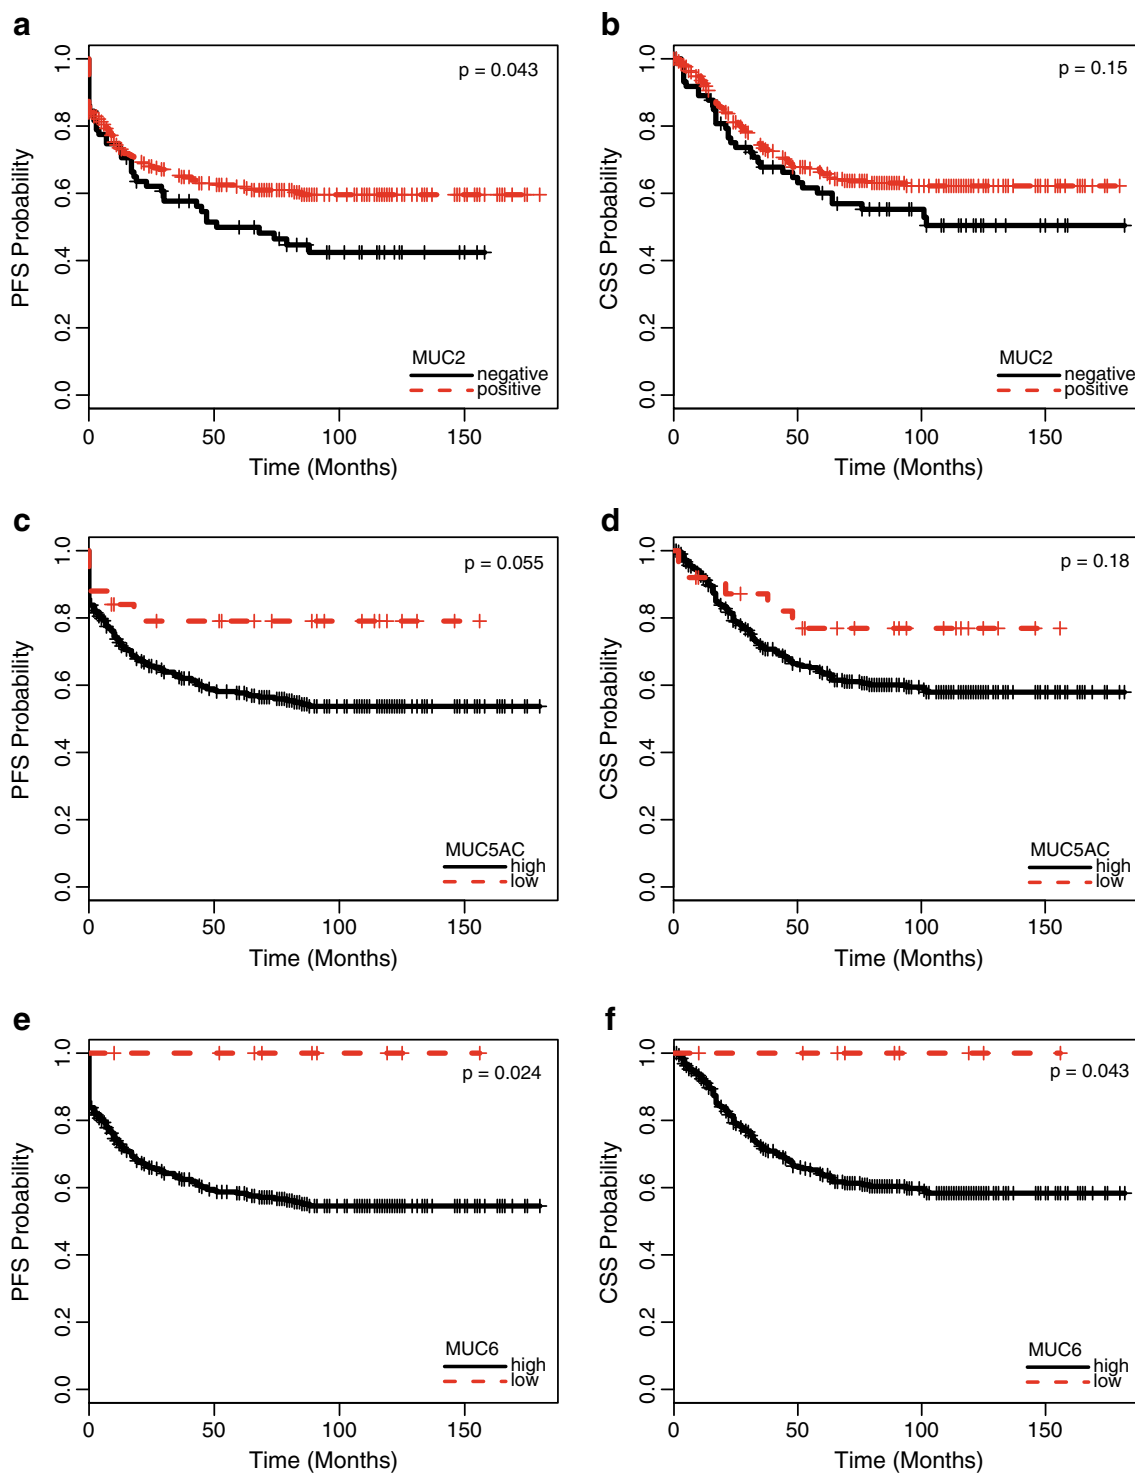 a
1.0
0.8
0.6
0.4
0.2
0.0
PFS Probability
p = 0.043
MUC2
negative
positive
0 50 100 150
Time (Months)
b
1.0
0.8
0.6
0.4
0.2
0.0
CSS Probability
p = 0.15
MUC2
negative
positive
0 50 100 150
Time (Months)
c
1.0
0.8
0.6
0.4
0.2
0.0
PFS Probability
p = 0.055
MUC5AC
high
low
0 50 100 150
Time (Months)
d
1.0
0.8
0.6
0.4
0.2
0.0
CSS Probability
p = 0.18
MUC5AC
high
low
0 50 100 150
Time (Months)
e
1.0
0.8
0.6
0.4
0.2
0.0
PFS Probability
p = 0.024
MUC6
high
low
0 50 100 150
Time (Months)
f
1.0
0.8
0.6
0.4
0.2
0.0
CSS Probability
p = 0.043
MUC6
high
low
0 50 100 150
Time (Months)